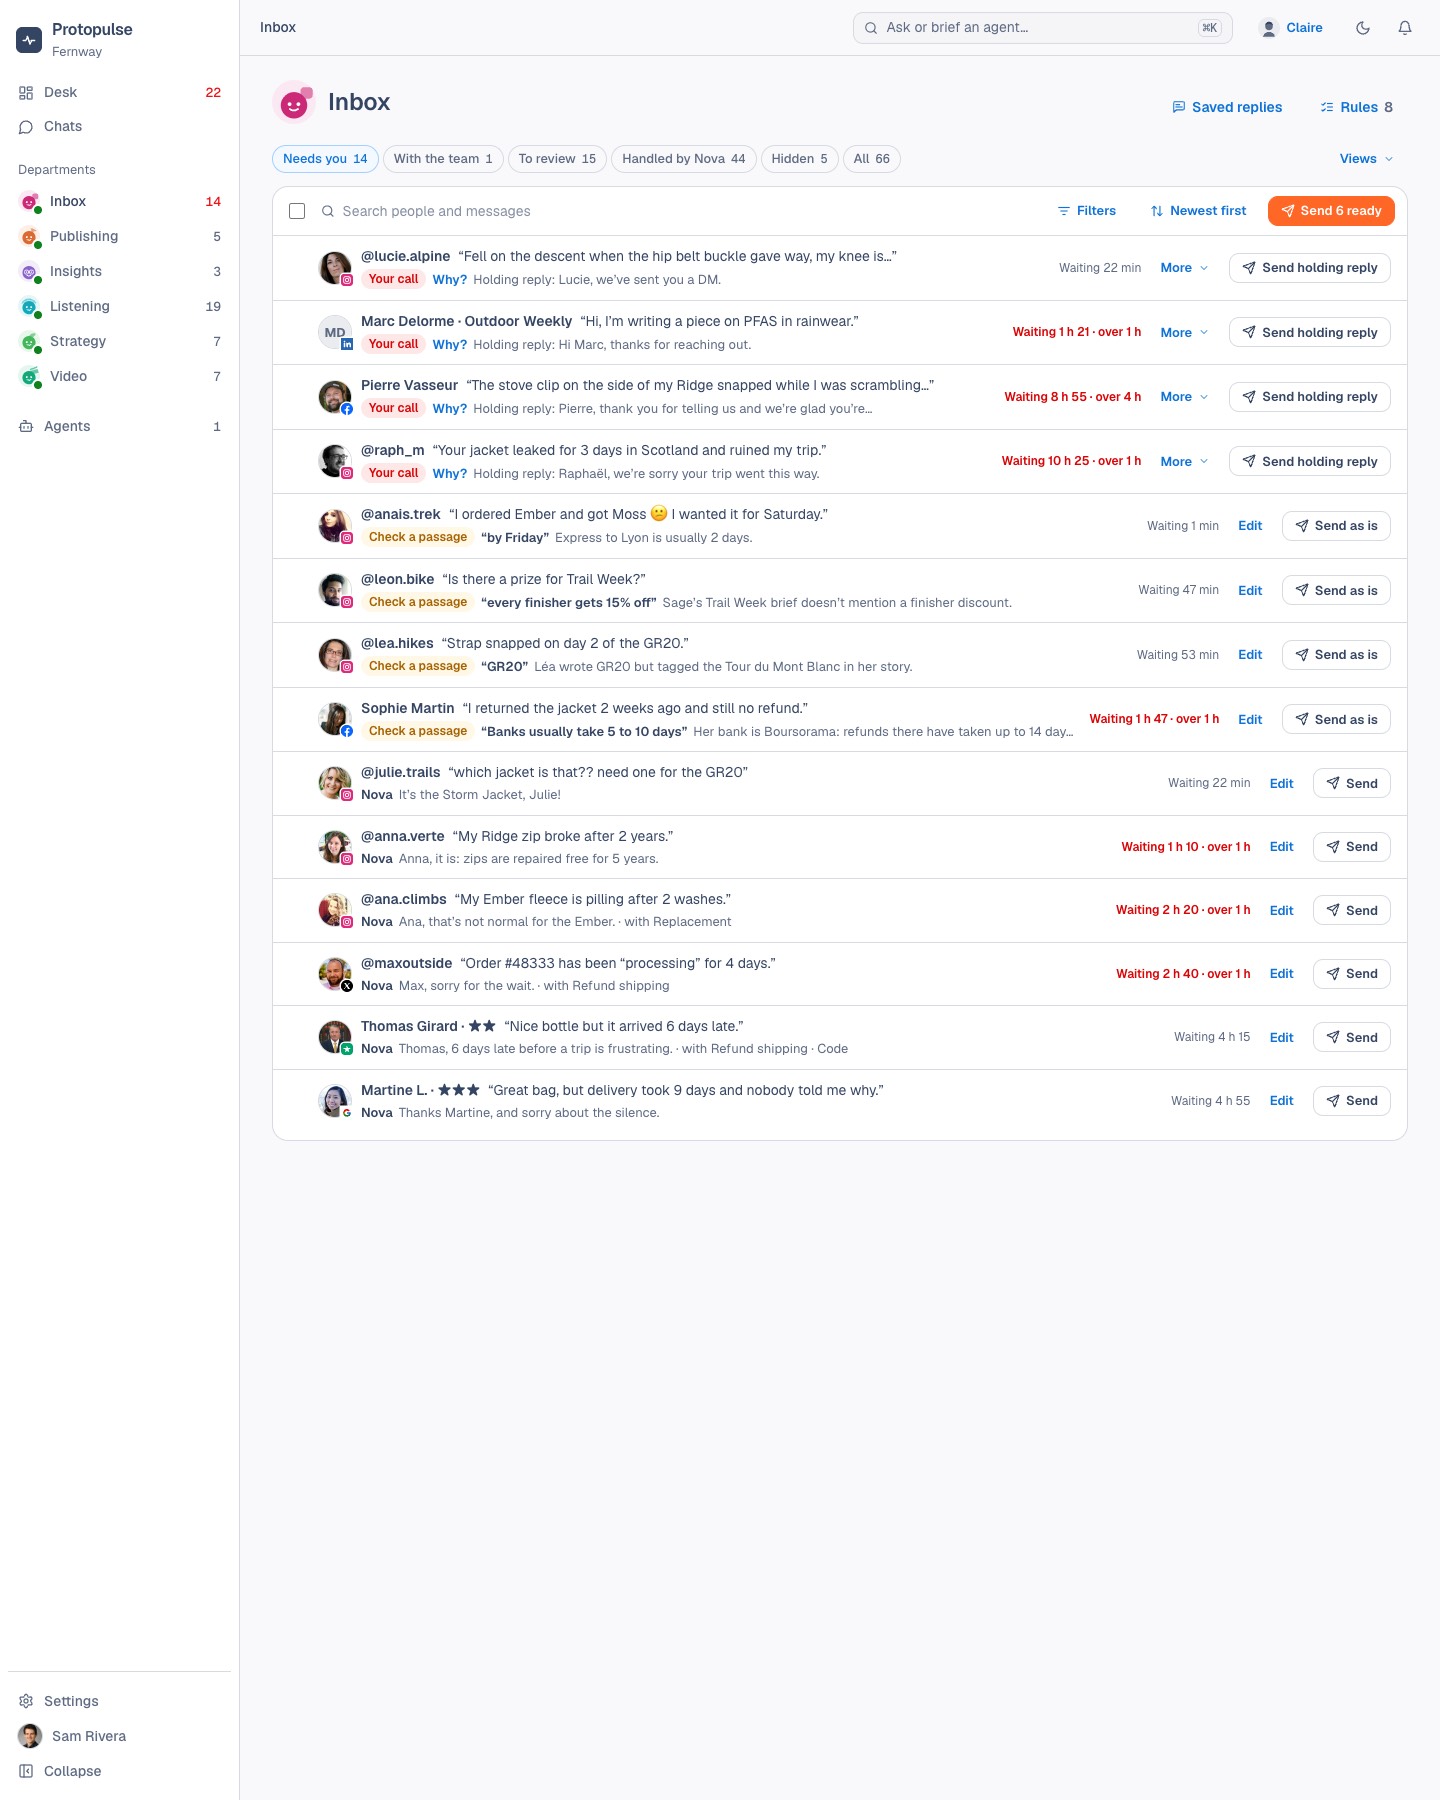 Protopulse
Fernway
Desk 22
Chats
Departments
Inbox 14
Publishing 5
Insights 3
Listening 19
Strategy 7
Video 7
Agents 1
Settings
Sam Rivera
Collapse
Inbox
Ask or brief an agent… ⌘K
Claire
Inbox
Saved replies
Rules 8
Needs you 14
With the team 1
To review 15
Handled by Nova 44
Hidden 5
All 66
Views
Search people and messages
Filters
Newest first
Send 6 ready
@lucie.alpine “Fell on the descent when the hip belt buckle gave way, my knee is…”
Your call Why? Holding reply: Lucie, we’ve sent you a DM.
Waiting 22 min More Send holding reply
MD
Marc Delorme · Outdoor Weekly “Hi, I’m writing a piece on PFAS in rainwear.”
Your call Why? Holding reply: Hi Marc, thanks for reaching out.
Waiting 1 h 21 · over 1 h More Send holding reply
Pierre Vasseur “The stove clip on the side of my Ridge snapped while I was scrambling…”
Your call Why? Holding reply: Pierre, thank you for telling us and we’re glad you’re…
Waiting 8 h 55 · over 4 h More Send holding reply
@raph_m “Your jacket leaked for 3 days in Scotland and ruined my trip.”
Your call Why? Holding reply: Raphaël, we’re sorry your trip went this way.
Waiting 10 h 25 · over 1 h More Send holding reply
@anais.trek “I ordered Ember and got Moss 🙁 I wanted it for Saturday.”
Check a passage “by Friday” Express to Lyon is usually 2 days.
Waiting 1 min Edit Send as is
@leon.bike “Is there a prize for Trail Week?”
Check a passage “every finisher gets 15% off” Sage’s Trail Week brief doesn’t mention a finisher discount.
Waiting 47 min Edit Send as is
@lea.hikes “Strap snapped on day 2 of the GR20.”
Check a passage “GR20” Léa wrote GR20 but tagged the Tour du Mont Blanc in her story.
Waiting 53 min Edit Send as is
Sophie Martin “I returned the jacket 2 weeks ago and still no refund.”
Check a passage “Banks usually take 5 to 10 days” Her bank is Boursorama: refunds there have taken up to 14 day…
Waiting 1 h 47 · over 1 h Edit Send as is
@julie.trails “which jacket is that?? need one for the GR20”
Nova It’s the Storm Jacket, Julie!
Waiting 22 min Edit Send
@anna.verte “My Ridge zip broke after 2 years.”
Nova Anna, it is: zips are repaired free for 5 years.
Waiting 1 h 10 · over 1 h Edit Send
@ana.climbs “My Ember fleece is pilling after 2 washes.”
Nova Ana, that’s not normal for the Ember. · with Replacement
Waiting 2 h 20 · over 1 h Edit Send
@maxoutside “Order #48333 has been “processing” for 4 days.”
Nova Max, sorry for the wait. · with Refund shipping
Waiting 2 h 40 · over 1 h Edit Send
Thomas Girard · ★★ “Nice bottle but it arrived 6 days late.”
Nova Thomas, 6 days late before a trip is frustrating. · with Refund shipping · Code
Waiting 4 h 15 Edit Send
Martine L. · ★★★ “Great bag, but delivery took 9 days and nobody told me why.”
Nova Thanks Martine, and sorry about the silence.
Waiting 4 h 55 Edit Send